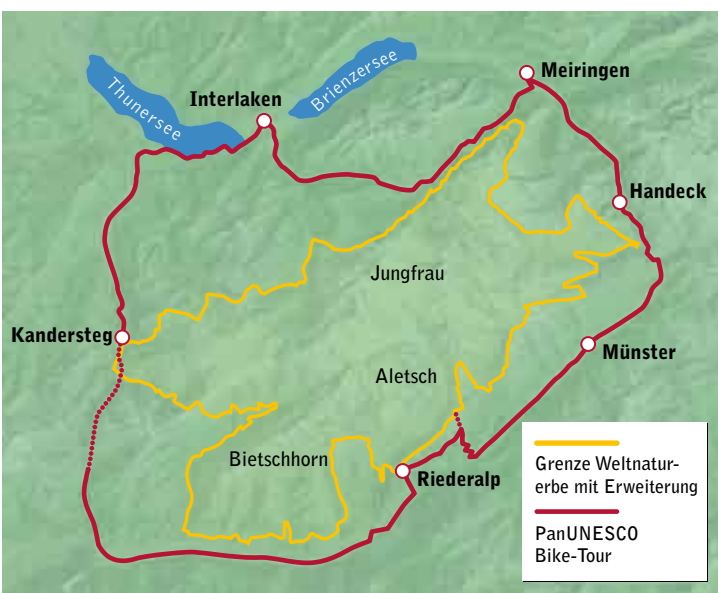 Meiringen
Interlaken
Brienzersee
Thunersee
Handeck
Jungfrau
Kandersteg
Münster
Aletsch
Bietschhorn
Riederalp
Grenze Weltnatur-
erbe mit Erweiterung
PanUNESCO
Bike-Tour